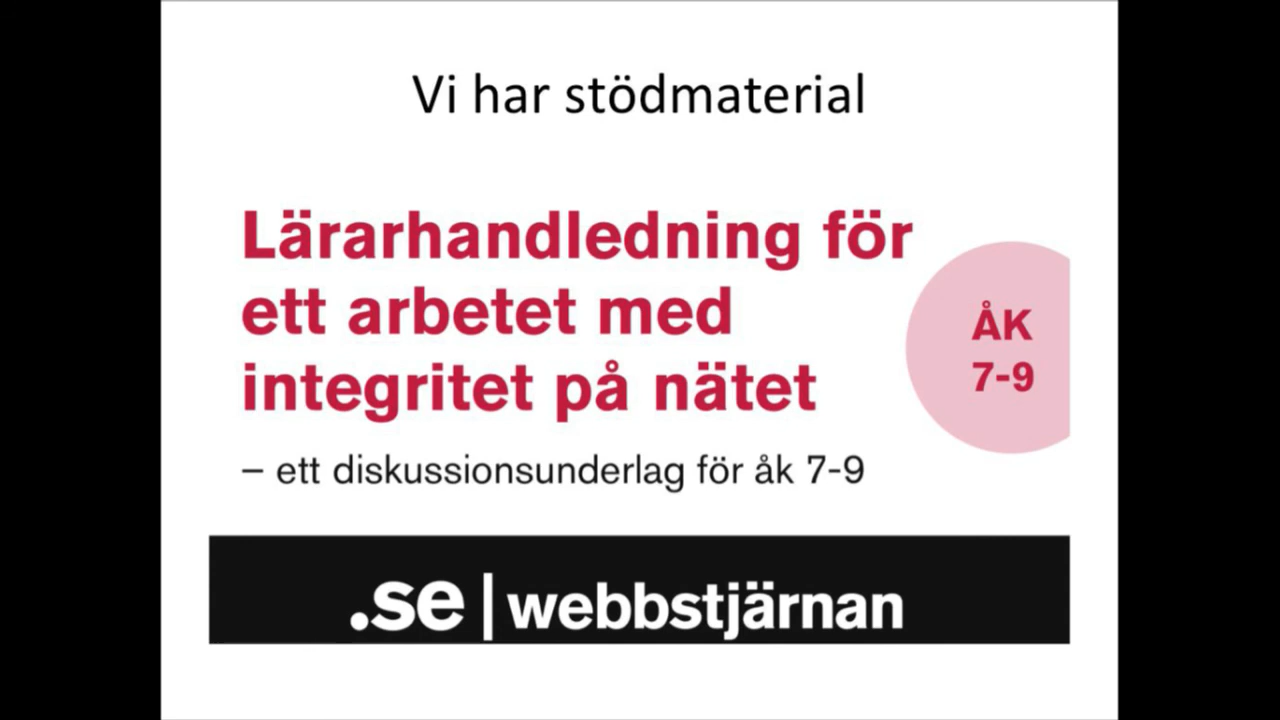 Vi har stödmaterial
Lärarhandledning för
ett arbetet med
integritet på nätet
ÅK
7-9
– ett diskussionsunderlag för åk 7-9
.se | webbstjärnan